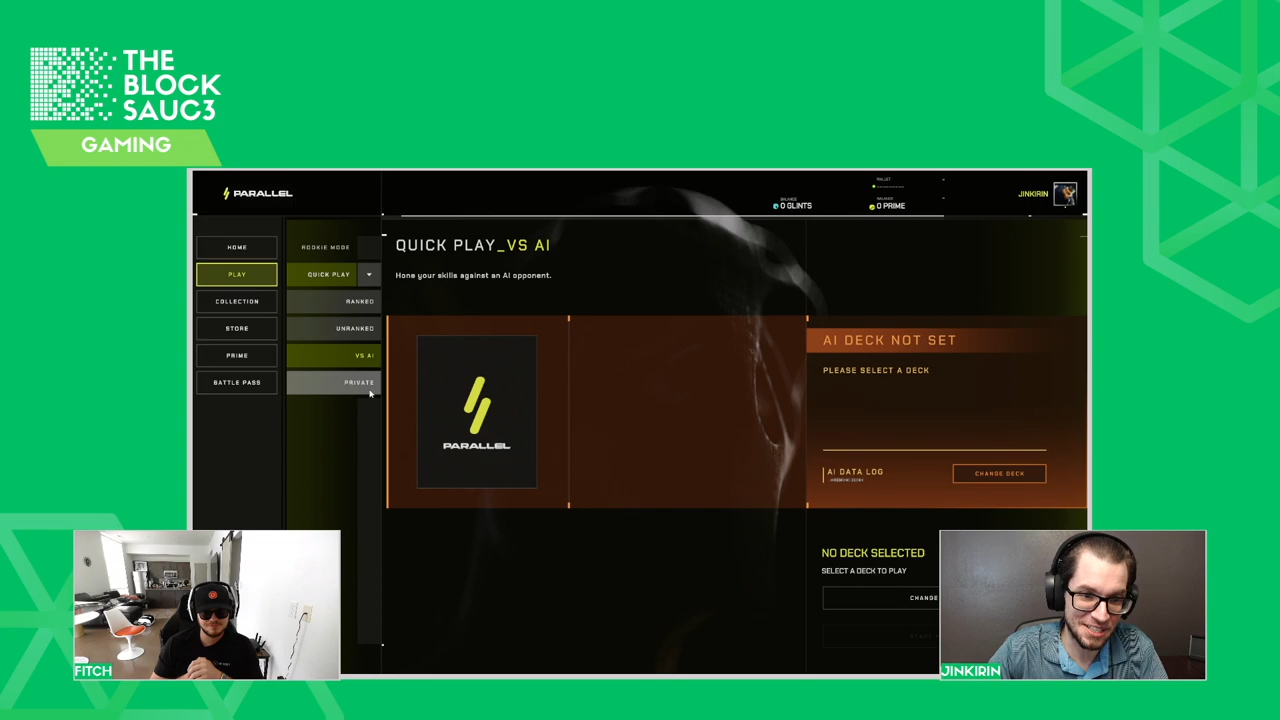 THE
BLOCK
SAUC3
GAMING
PARALLEL
WALLET
BALANCE
0 GLINTS
BALANCE
0 PRIME
JINKIRIN
HOME
PLAY
COLLECTION
STORE
PRIME
BATTLE PASS
ROOKIE MODE
QUICK PLAY
RANKED
UNRANKED
VS AI
PRIVATE
QUICK PLAY_VS AI
Hone your skills against an AI opponent.
PARALLEL
AI DECK NOT SET
PLEASE SELECT A DECK
AI DATA LOG
CHANGE DECK
NO DECK SELECTED
SELECT A DECK TO PLAY
CHANGE
FITCH
JINKIRIN